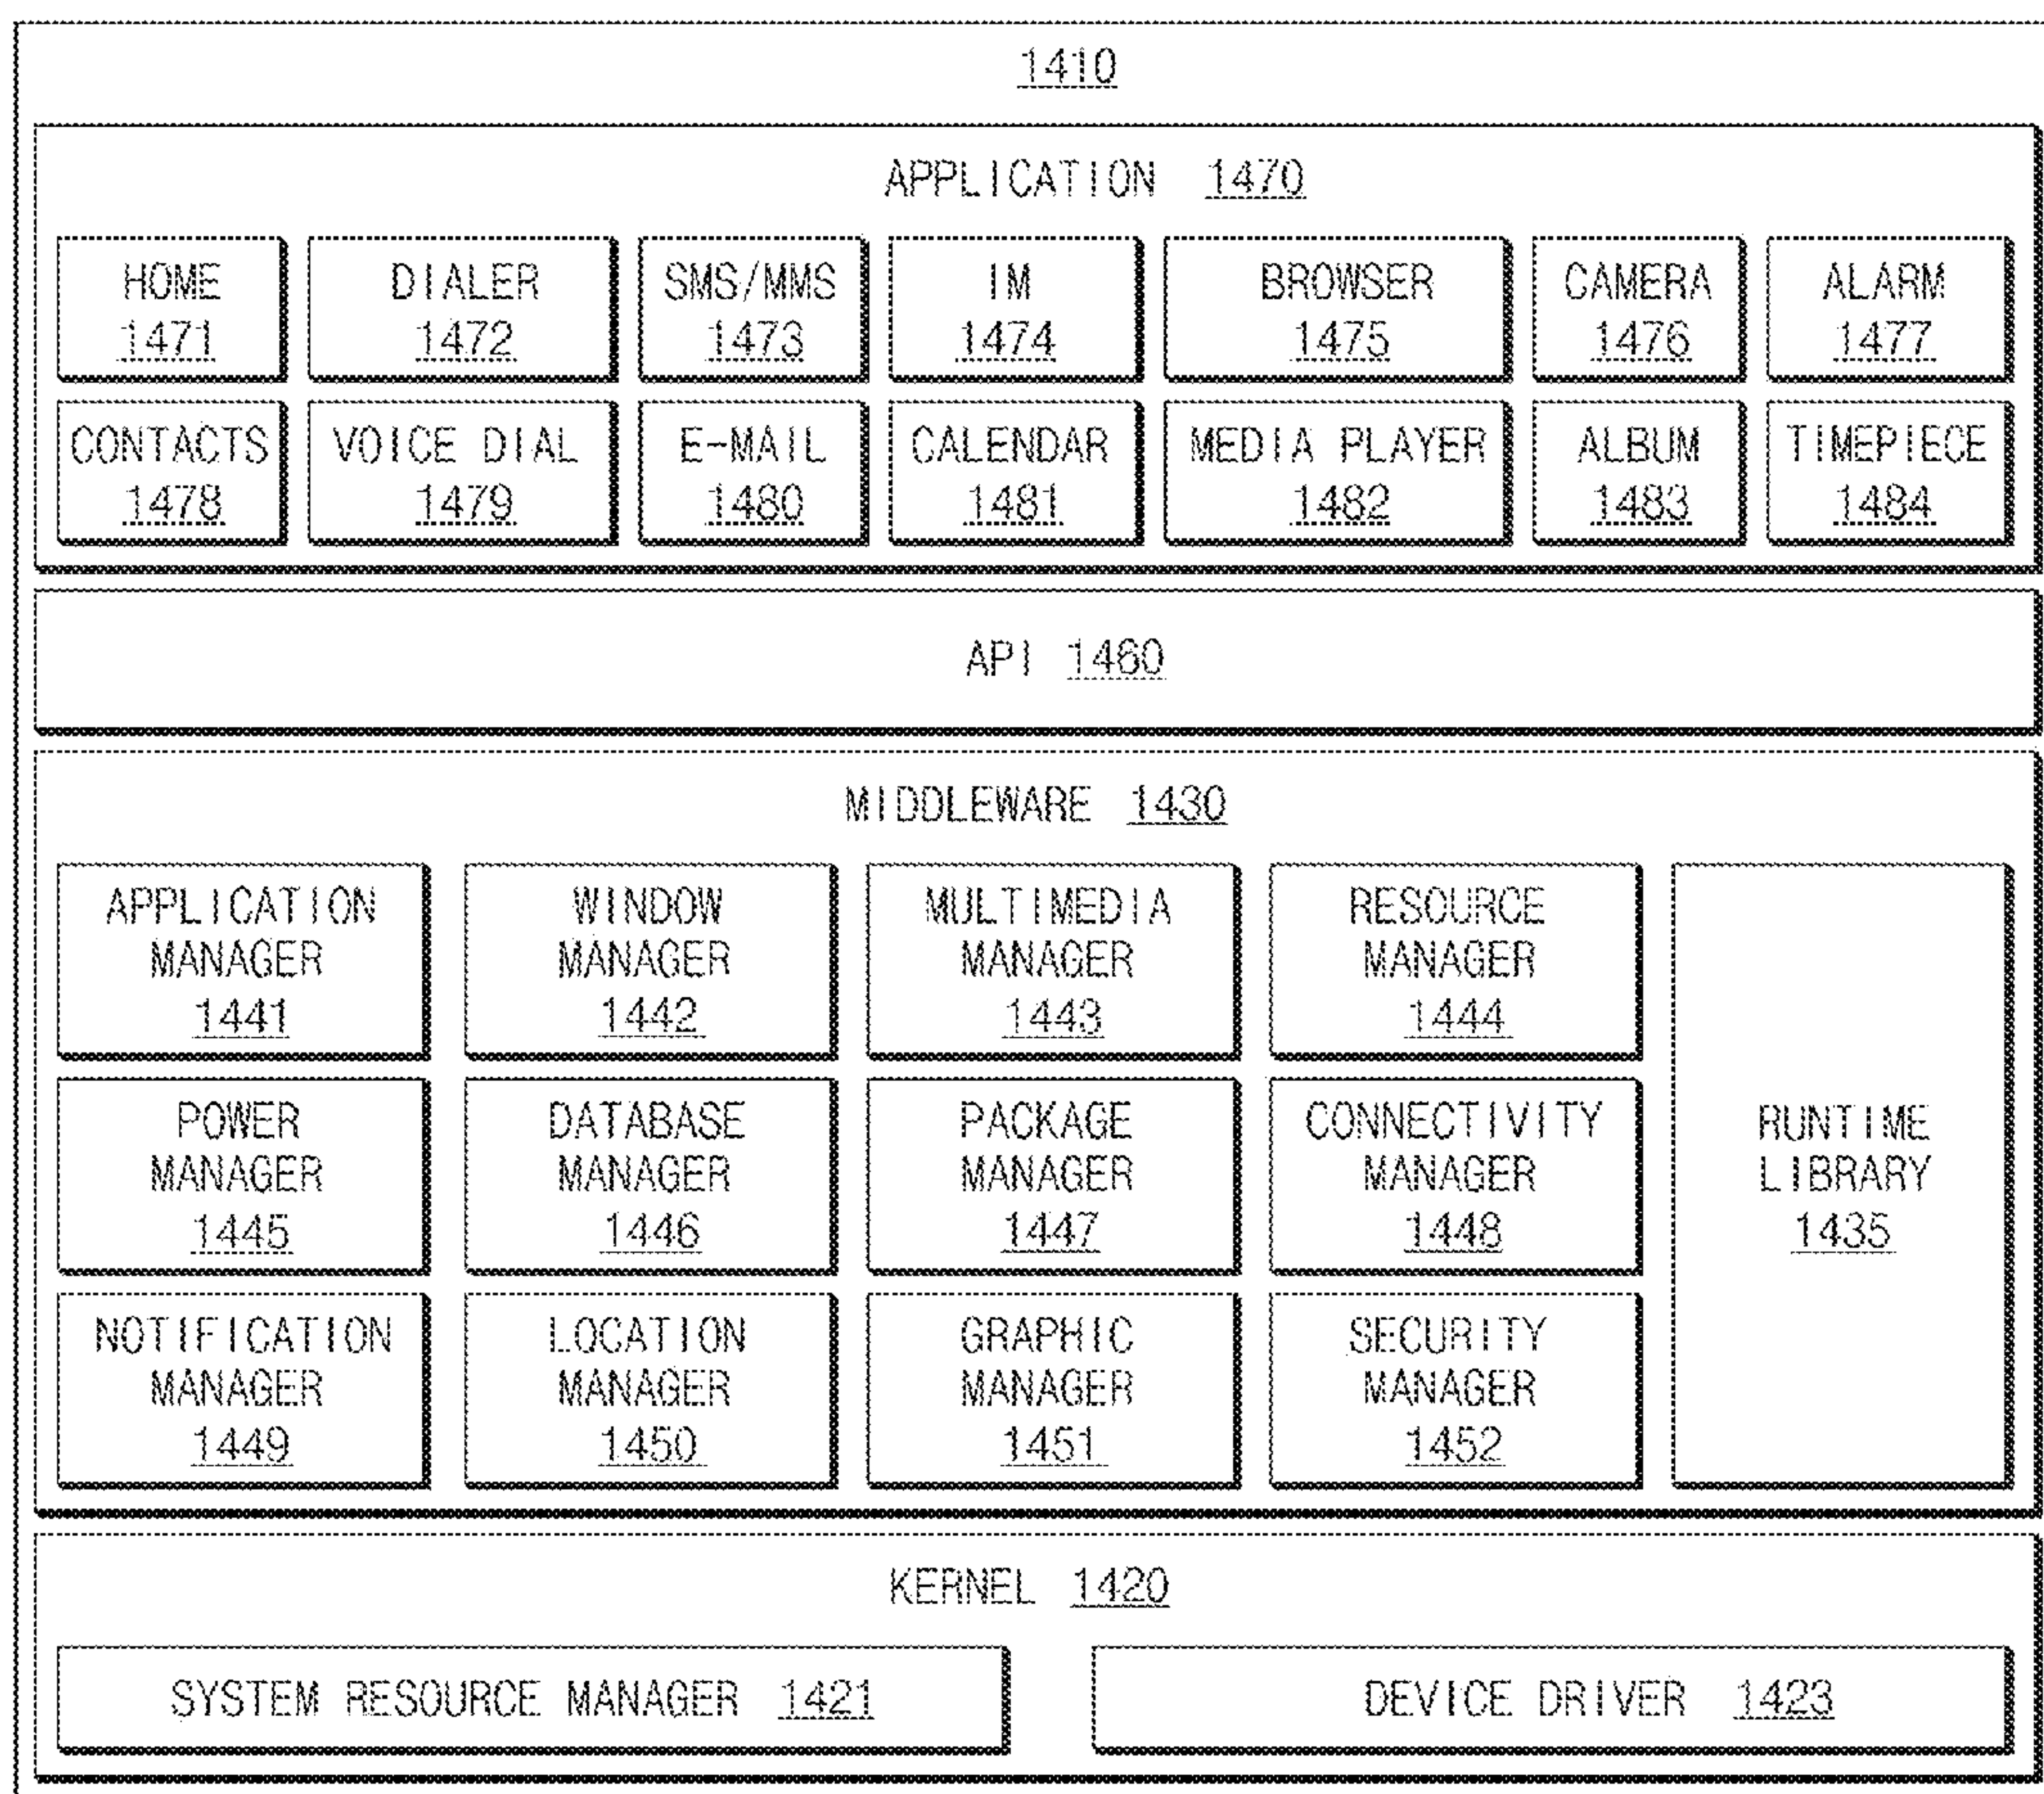 1410
APPLICATION 1470
HOME
1471
DIALER
1472
SMS/MMS
1473
IM
1474
BROWSER
1475
CAMERA
1476
ALARM
1477
CONTACTS
1478
VOICE DIAL
1479
E-MAIL
1480
CALENDAR
1481
MEDIA PLAYER
1482
ALBUM
1483
TIMEPIECE
1484
API 1460
MIDDLEWARE 1430
APPLICATION
MANAGER
1441
WINDOW
MANAGER
1442
MULTIMEDIA
MANAGER
1443
RESOURCE
MANAGER
1444
POWER
MANAGER
1445
DATABASE
MANAGER
1446
PACKAGE
MANAGER
1447
CONNECTIVITY
MANAGER
1448
RUNTIME
LIBRARY
1435
NOTIFICATION
MANAGER
1449
LOCATION
MANAGER
1450
GRAPHIC
MANAGER
1451
SECURITY
MANAGER
1452
KERNEL 1420
SYSTEM RESOURCE MANAGER 1421
DEVICE DRIVER 1423